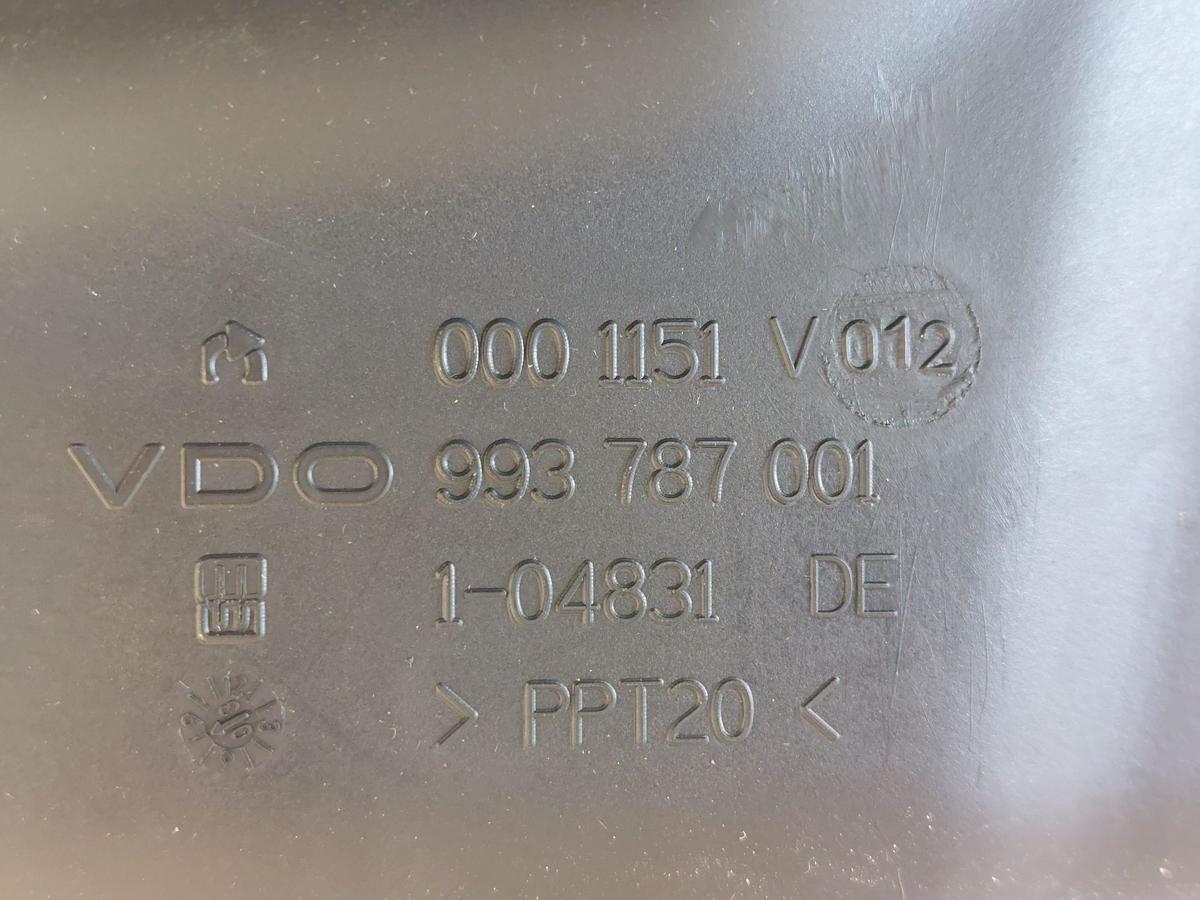 000 1151 V 012
VDO 993 787 001
1-04831 DE
> PPT20 <